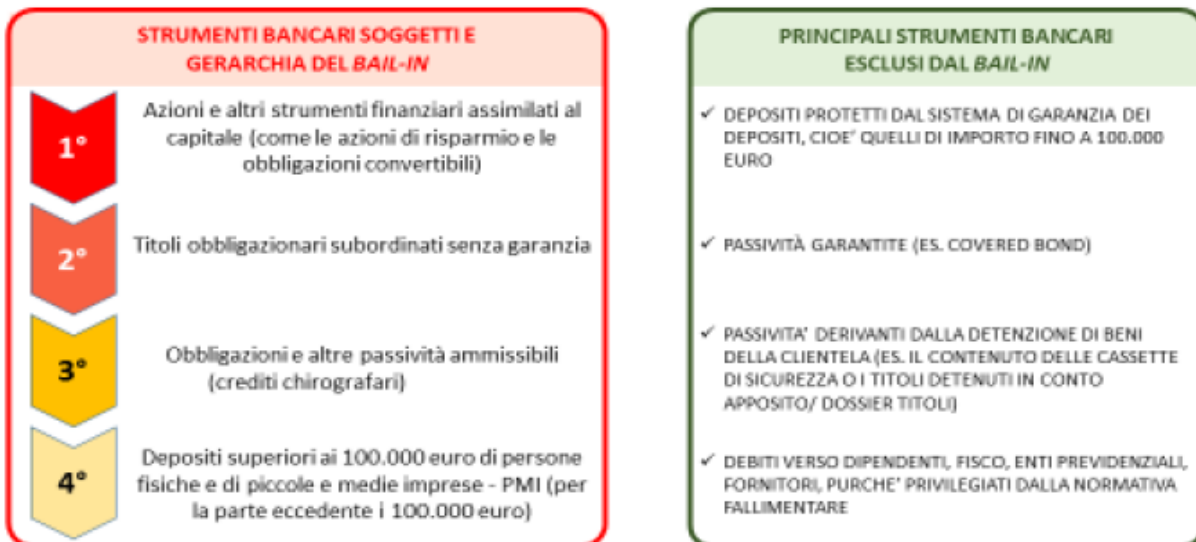 STRUMENTI BANCARI SOGGETTI E
GERARCHIA DEL BAIL-IN
1°
Azioni e altri strumenti finanziari assimilati al
capitale (come le azioni di risparmio e le
obbligazioni convertibili)
2°
Titoli obbligazionari subordinati senza garanzia
3°
Obbligazioni e altre passività ammissibili
(crediti chirografari)
4°
Depositi superiori ai 100.000 euro di persone
fisiche e di piccole e medie imprese - PMI (per
la parte eccedente i 100.000 euro)
PRINCIPALI STRUMENTI BANCARI
ESCLUSI DAL BAIL-IN
✓ DEPOSITI PROTETTI DAL SISTEMA DI GARANZIA DEI
DEPOSITI, CIOE' QUELLI DI IMPORTO FINO A 100.000
EURO
✓ PASSIVITÀ GARANTITE (ES. COVERED BOND)
✓ PASSIVITA' DERIVANTI DALLA DETENZIONE DI BENI
DELLA CLIENTELA (ES. IL CONTENUTO DELLE CASSETTE
DI SICUREZZA O I TITOLI DETENUTI IN CONTO
APPOSITO/ DOSSIER TITOLI)
✓ DEBITI VERSO DIPENDENTI, FISCO, ENTI PREVIDENZIALI,
FORNITORI, PURCHE' PRIVILEGIATI DALLA NORMATIVA
FALLIMENTARE